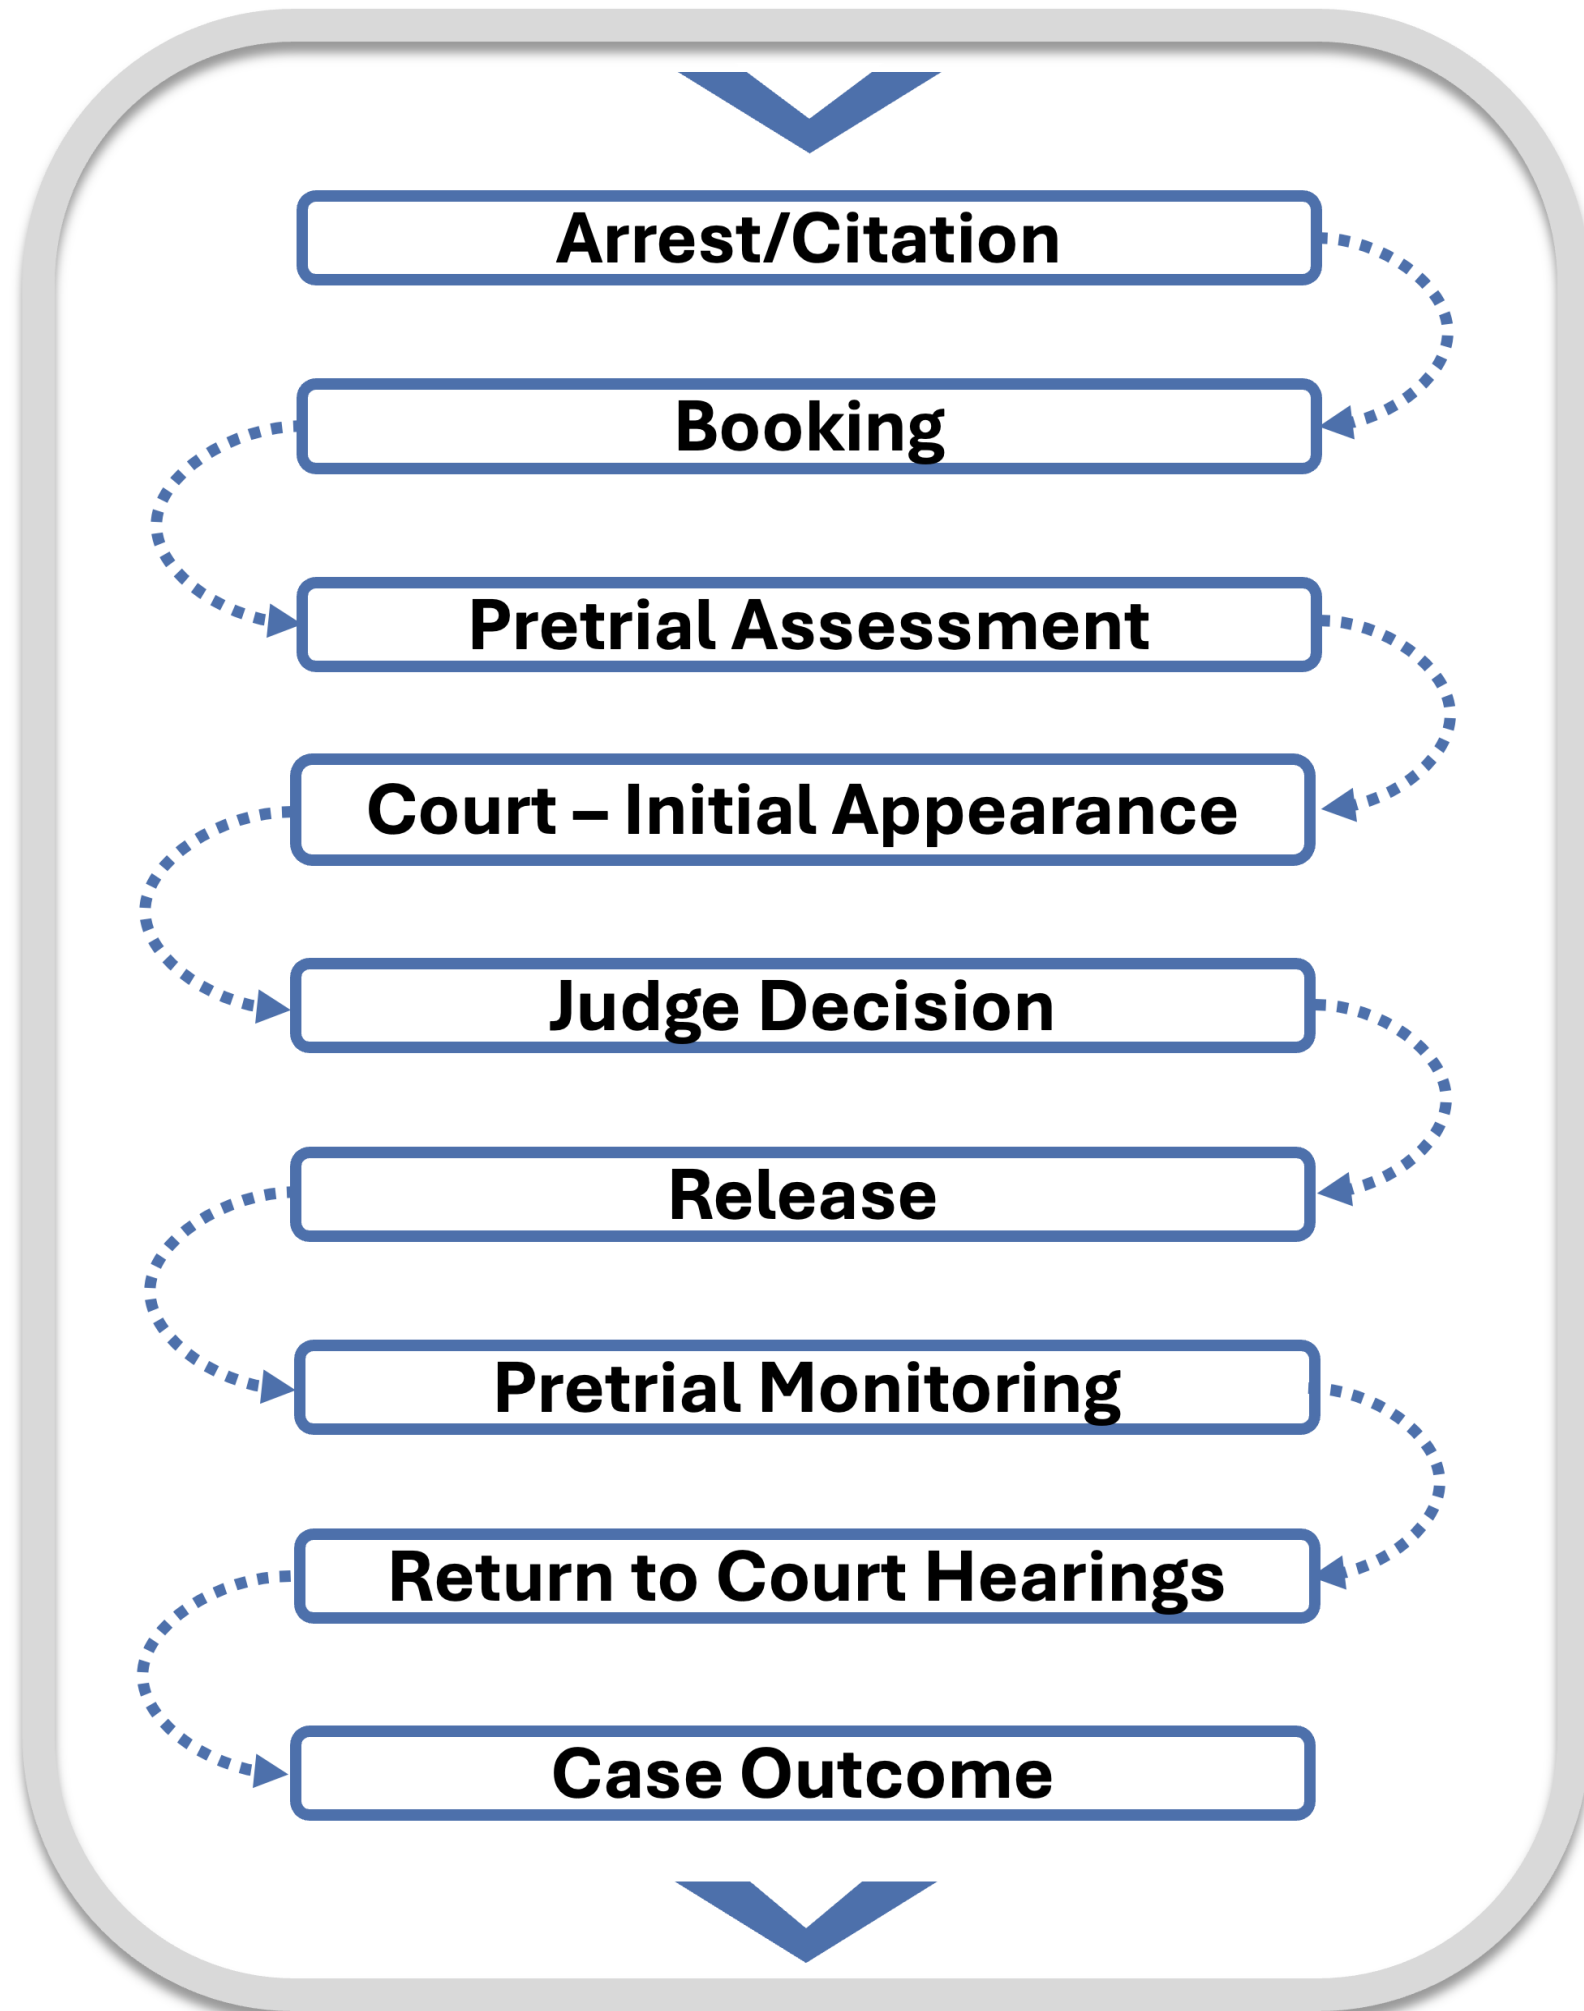 Arrest/Citation
Booking
Pretrial Assessment
Court – Initial Appearance
Judge Decision
Release
Pretrial Monitoring
Return to Court Hearings
Case Outcome